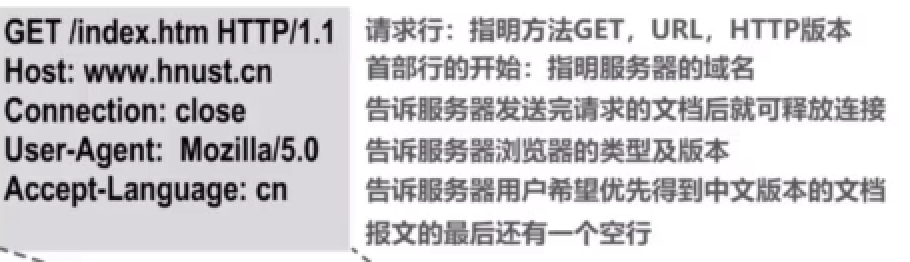 GET /index.htm HTTP/1.1 请求行：指明方法GET，URL，HTTP版本
Host: www.hnust.cn 首部行的开始：指明服务器的域名
Connection: close 告诉服务器发送完请求的文档后就可释放连接
User-Agent: Mozilla/5.0 告诉服务器浏览器的类型及版本
Accept-Language: cn 告诉服务器用户希望优先得到中文版本的文档
报文的最后还有一个空行